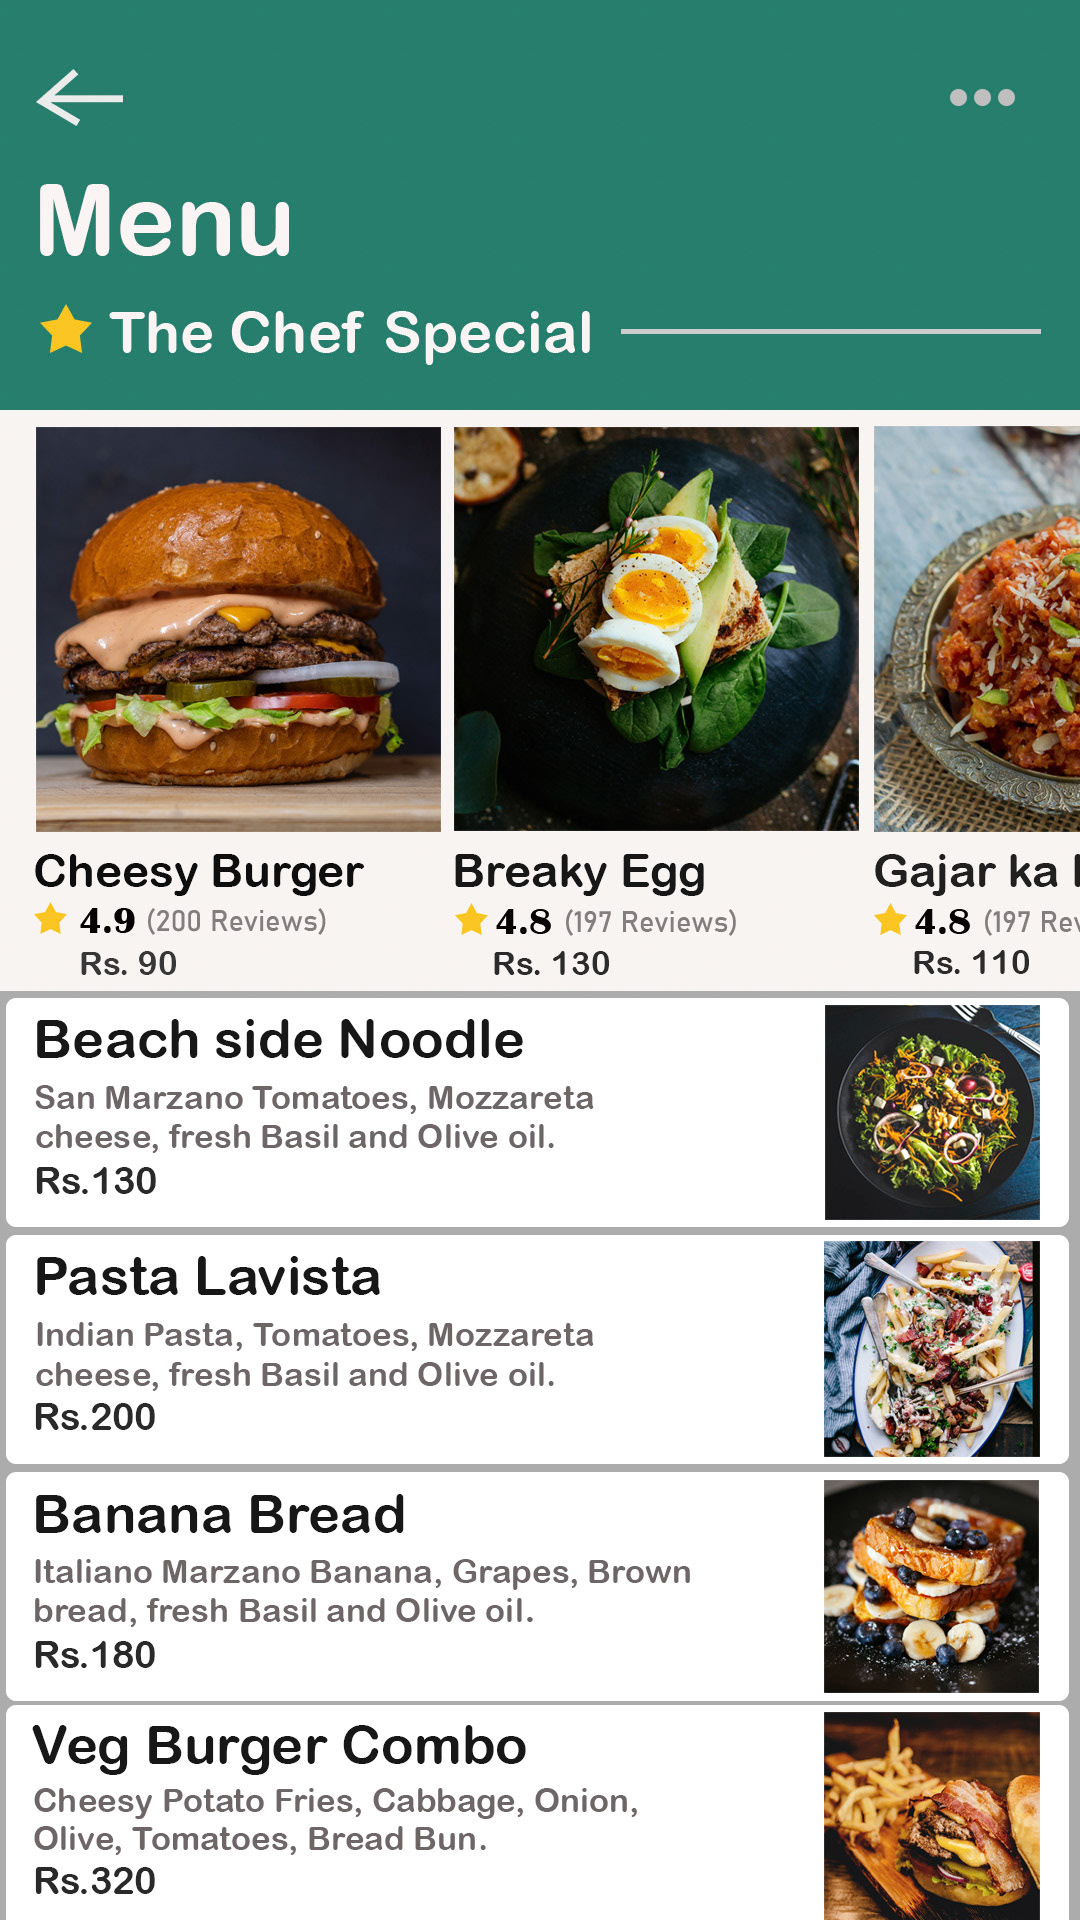 Menu
The Chef Special
Cheesy Burger
4.9 (200 Reviews)
Rs. 90
Breaky Egg
4.8 (197 Reviews)
Rs. 130
Gajar ka
4.8 (197
Rs. 110
Beach side Noodle
San Marzano Tomatoes, Mozzareta
cheese, fresh Basil and Olive oil.
Rs.130
Pasta Lavista
Indian Pasta, Tomatoes, Mozzareta
cheese, fresh Basil and Olive oil.
Rs.200
Banana Bread
Italiano Marzano Banana, Grapes, Brown
bread, fresh Basil and Olive oil.
Rs.180
Veg Burger Combo
Cheesy Potato Fries, Cabbage, Onion,
Olive, Tomatoes, Bread Bun.
Rs.320